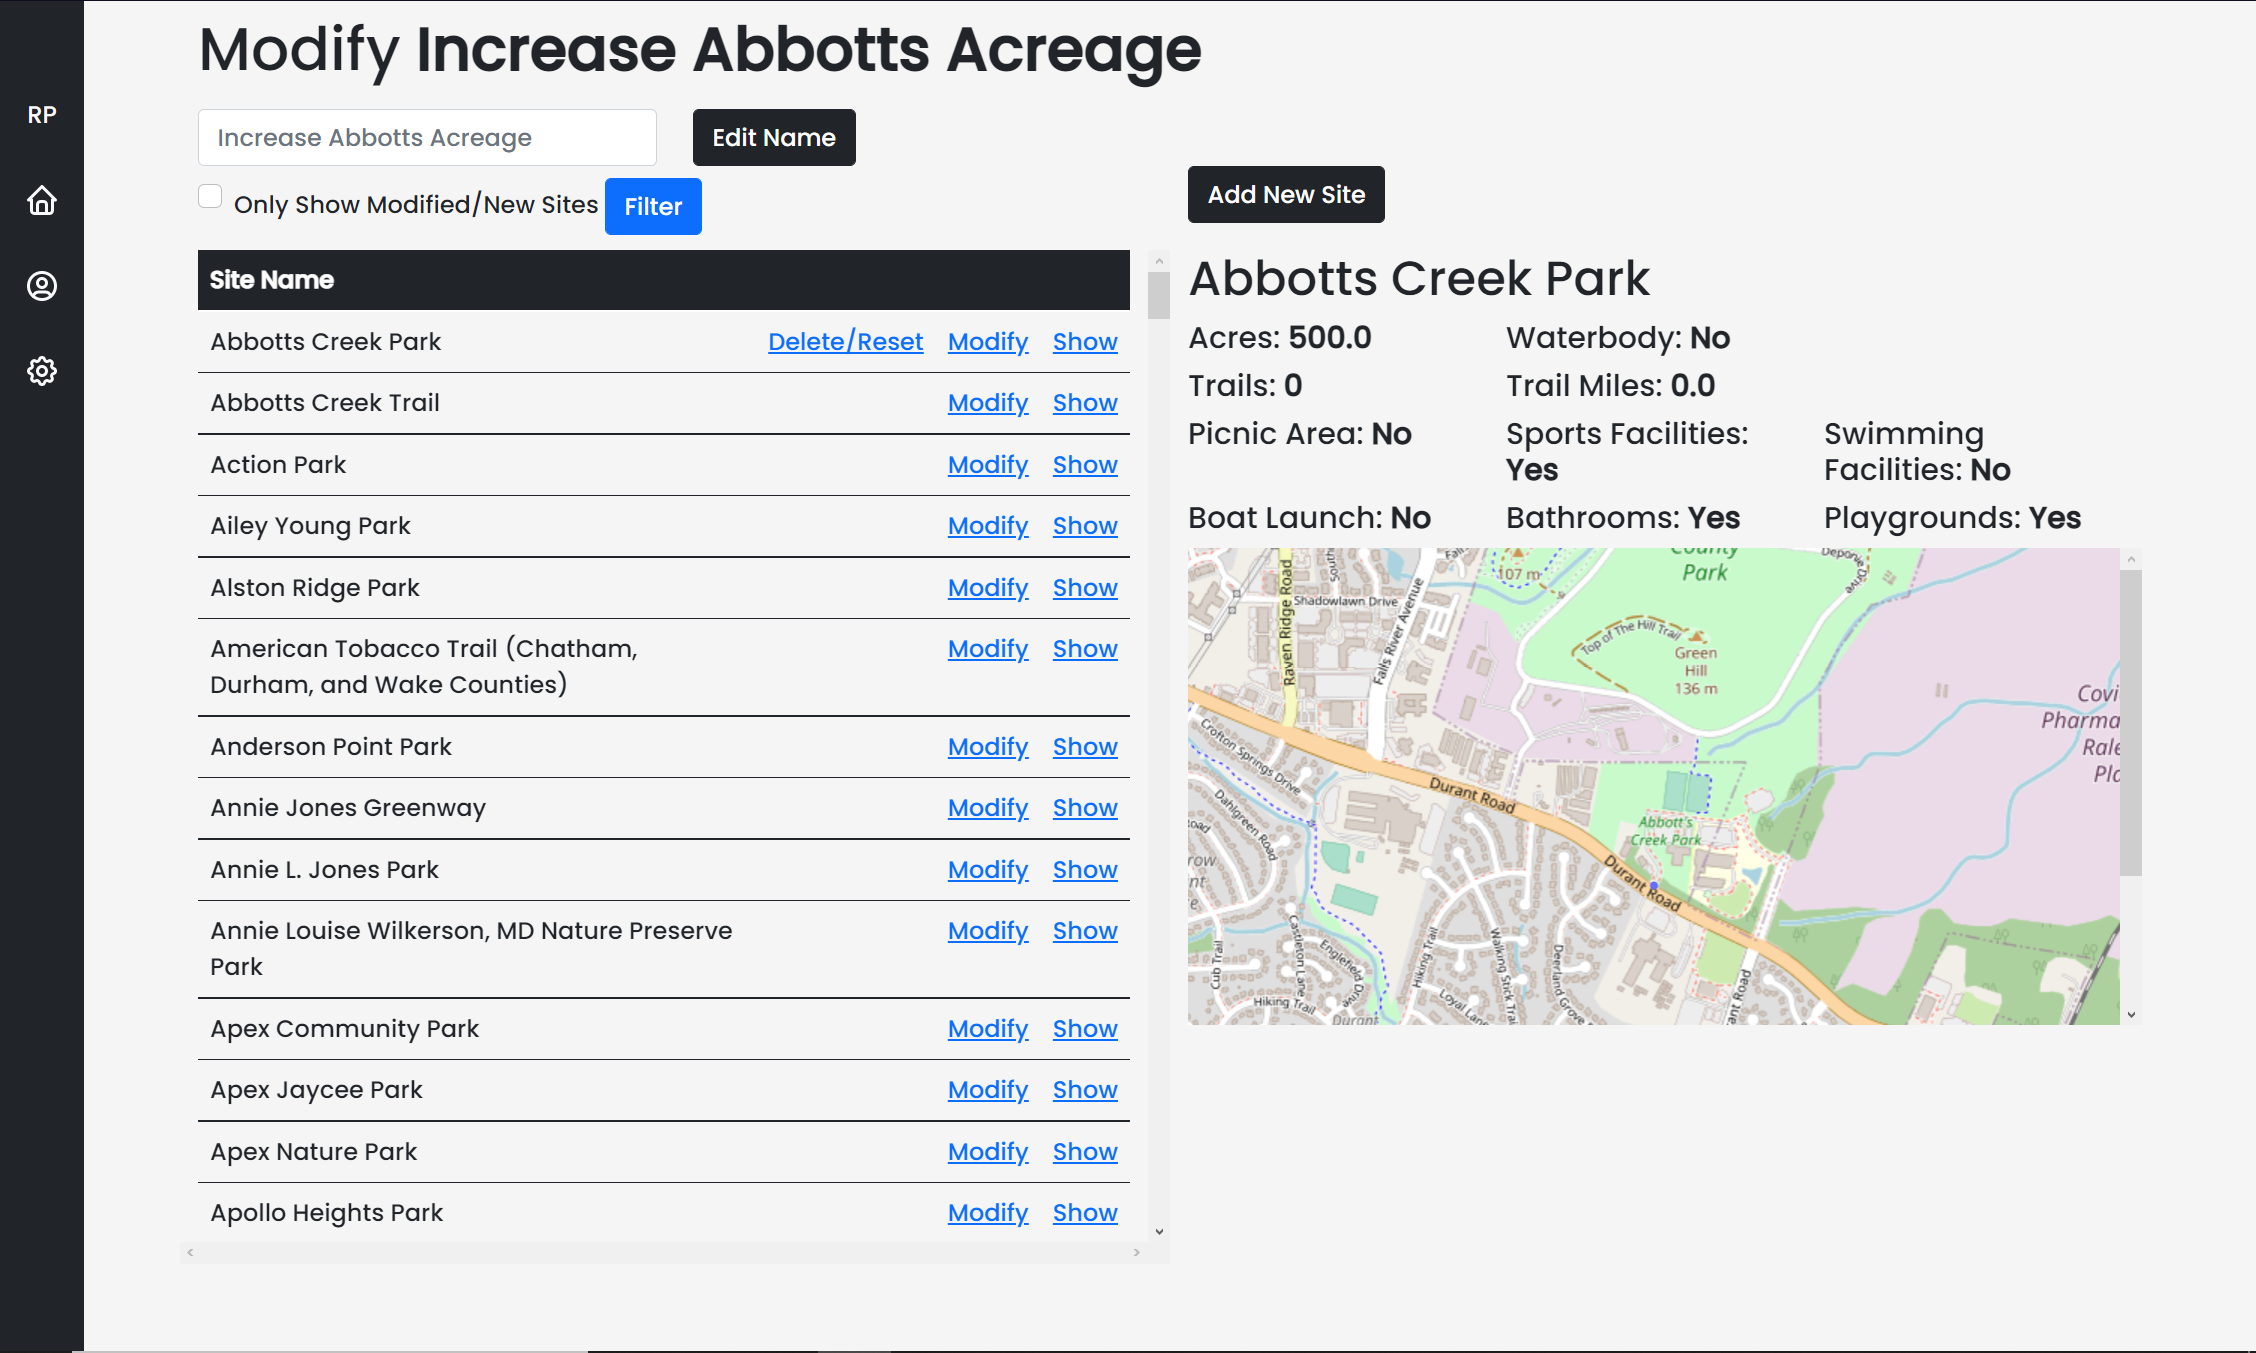 Modify Increase Abbotts Acreage
RP
Increase Abbotts Acreage
Edit Name
Only Show Modified/New Sites
Filter
Add New Site
Site Name
Abbotts Creek Park Delete/Reset Modify Show
Abbotts Creek Trail Modify Show
Action Park Modify Show
Ailey Young Park Modify Show
Alston Ridge Park Modify Show
American Tobacco Trail (Chatham, Modify Show
Durham, and Wake Counties)
Anderson Point Park Modify Show
Annie Jones Greenway Modify Show
Annie L. Jones Park Modify Show
Annie Louise Wilkerson, MD Nature Preserve Modify Show
Park
Apex Community Park Modify Show
Apex Jaycee Park Modify Show
Apex Nature Park Modify Show
Apollo Heights Park Modify Show
Abbotts Creek Park
Acres: 500.0 Waterbody: No
Trails: 0 Trail Miles: 0.0
Picnic Area: No Sports Facilities: Swimming
Yes Facilities: No
Boat Launch: No Bathrooms: Yes Playgrounds: Yes
County
Park
107 m
Deponie Drive
Raven Ridge Road
Shadowlawn Drive
Falls River Avenue
Top of The Hill Trail
Green
Hill
136 m
Covi
Pharma
Rale
Pla
Crofton Springs Drive
Durant Road
Dahlgreen Road
Abbott's
Creek Park
Durant Road
Cub Trail
Castleton Lane
Englefield Drive
Hiking Trail
Hiking Trail
Walking Stick Trai
Deerland Grove
Loyal Lane
Durant
ant Road